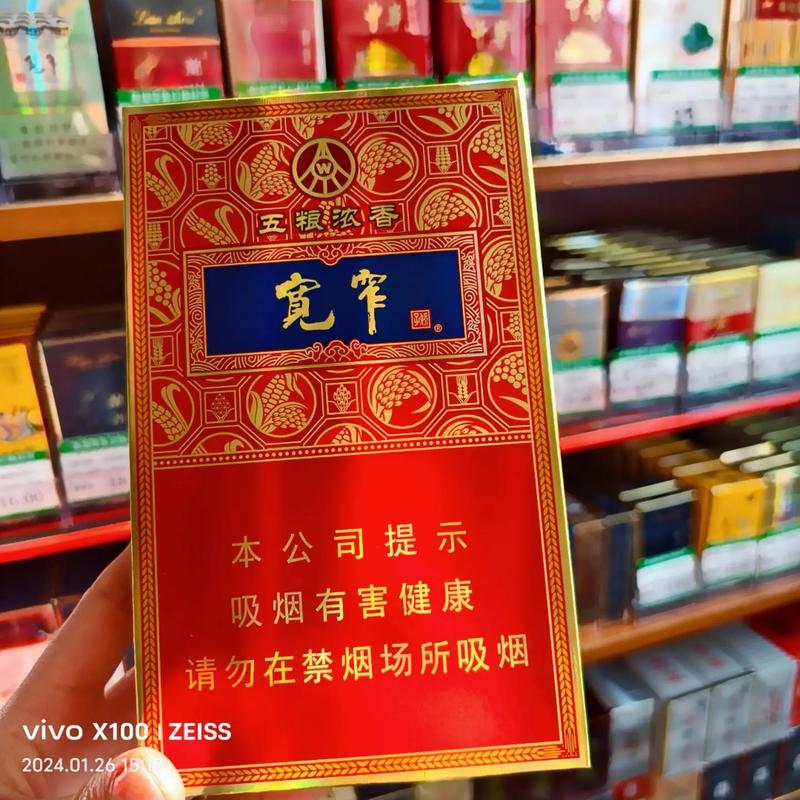 五粮浓香
宽窄
®
本公司提示
吸烟有害健康
请勿在禁烟场所吸烟
vivo X100 | ZEISS
2024.01.26 15:17